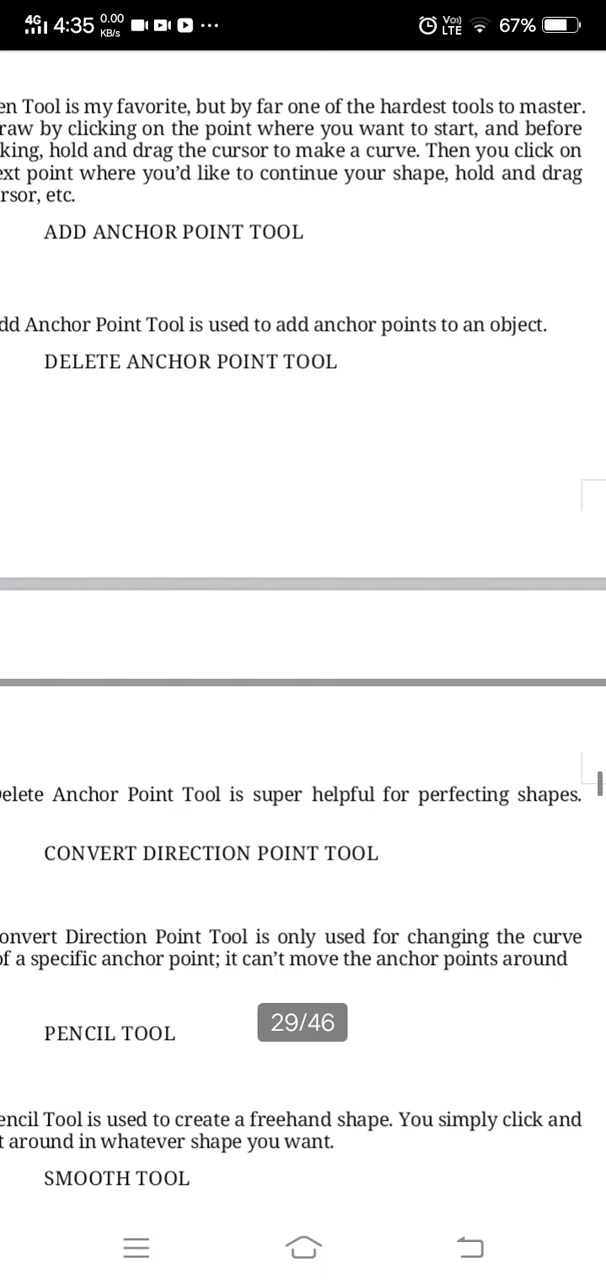 4G 4:35 0.00 KB/s Vo)) LTE 67%
en Tool is my favorite, but by far one of the hardest tools to master.
raw by clicking on the point where you want to start, and before
king, hold and drag the cursor to make a curve. Then you click on
ext point where you’d like to continue your shape, hold and drag
rsor, etc.
ADD ANCHOR POINT TOOL
dd Anchor Point Tool is used to add anchor points to an object.
DELETE ANCHOR POINT TOOL
elete Anchor Point Tool is super helpful for perfecting shapes.
CONVERT DIRECTION POINT TOOL
onvert Direction Point Tool is only used for changing the curve
of a specific anchor point; it can’t move the anchor points around
29/46
PENCIL TOOL
encil Tool is used to create a freehand shape. You simply click and
t around in whatever shape you want.
SMOOTH TOOL